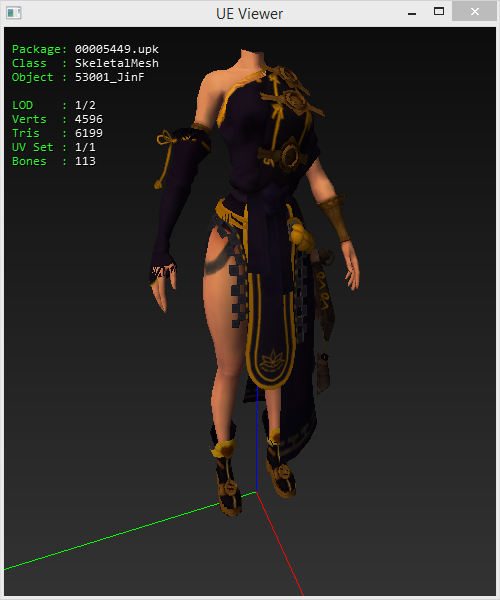 UE Viewer
Package: 00005449.upk
Class : SkeletalMesh
Object : 53001_JinF
LOD : 1/2
Verts : 4596
Tris : 6199
UV Set : 1/1
Bones : 113